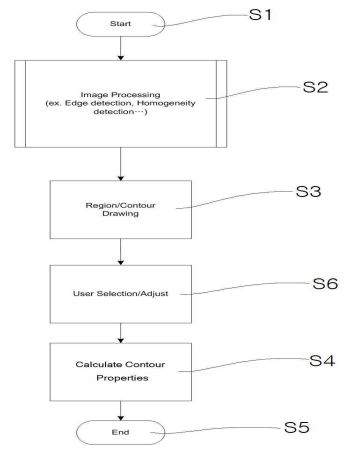 Start
S1
Image Processing
(ex. Edge detection, Homogeneity
detection⋯)
S2
Region/Contour
Drawing
S3
User Selection/Adjust
S6
Calculate Contour
Properties
S4
End
S5